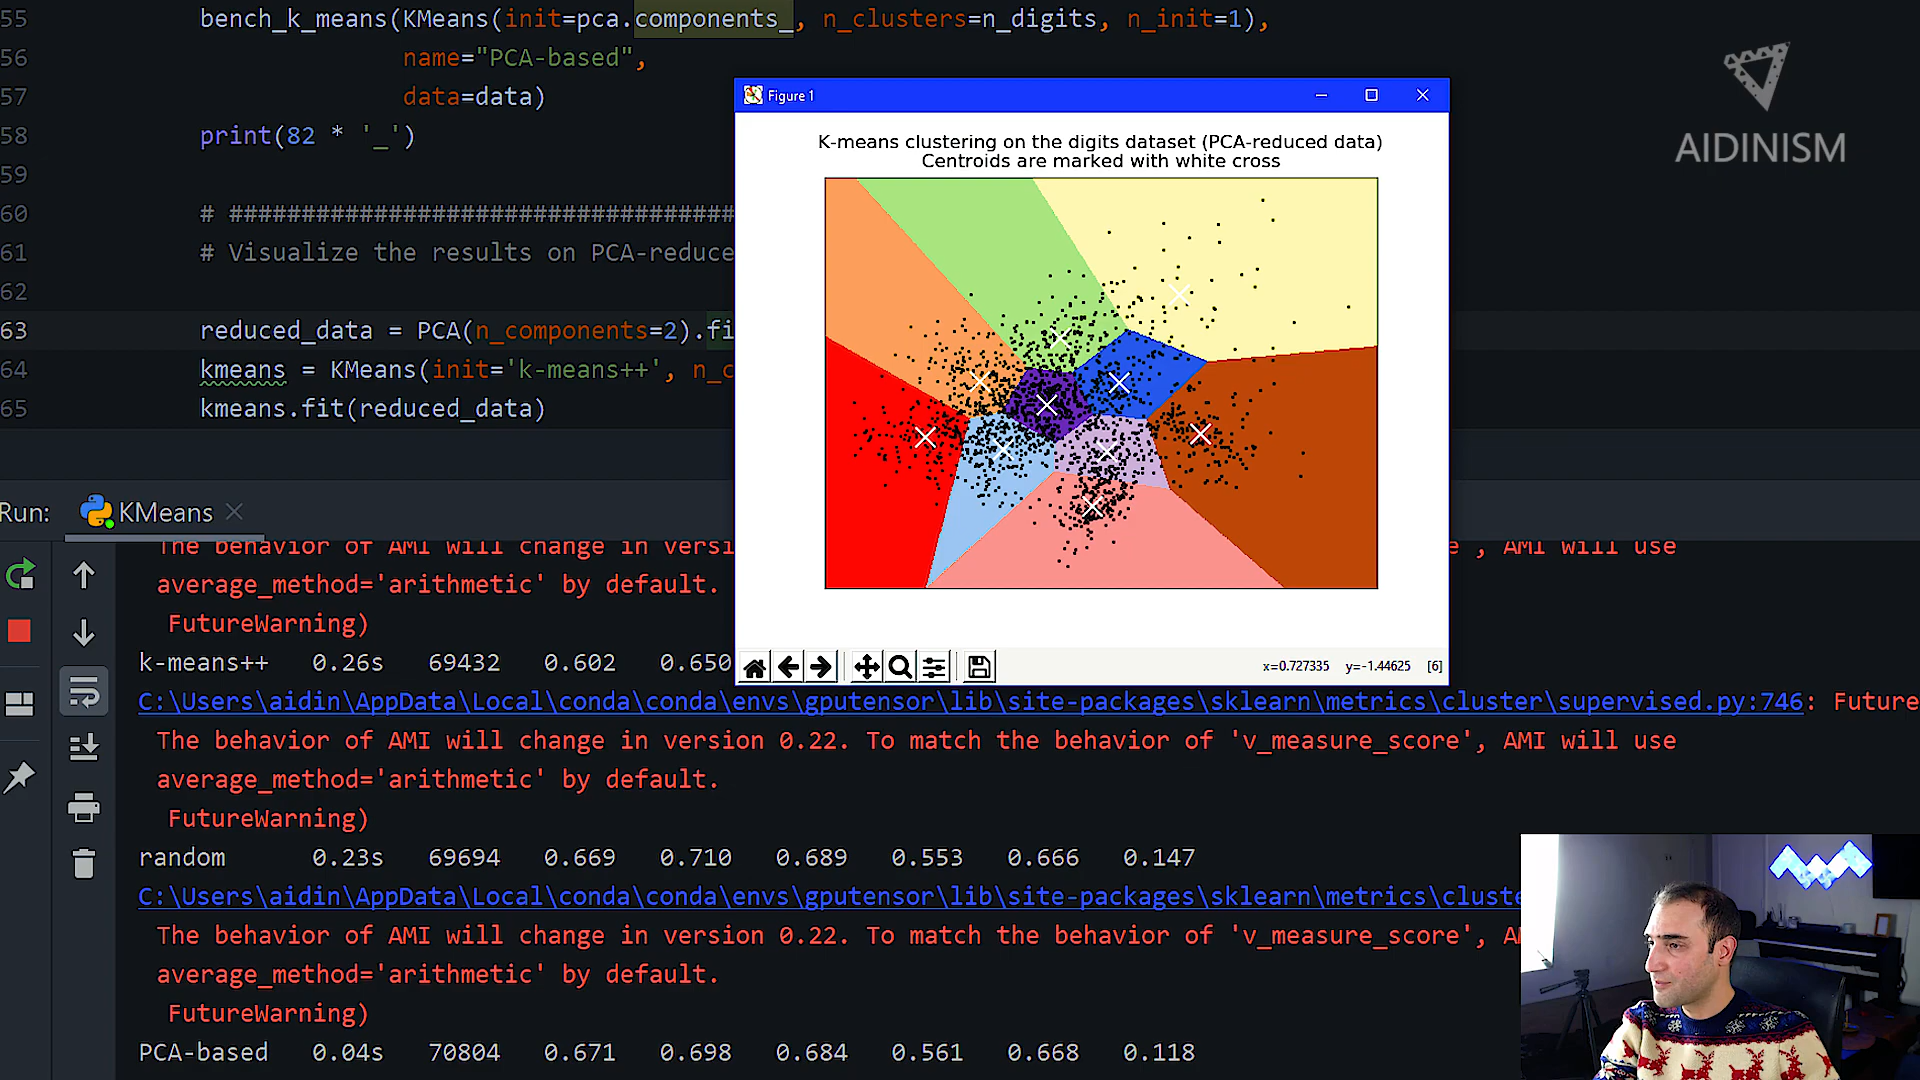 55 bench_k_means(KMeans(init=pca.components_, n_clusters=n_digits, n_init=1),
56 name="PCA-based",
57 data=data)
58 print(82 * '_')
59
60 # ###################################
61 # Visualize the results on PCA-reduce
62
63 reduced_data = PCA(n_components=2).fi
64 kmeans = KMeans(init='k-means++', n_c
65 kmeans.fit(reduced_data)
AIDINISM
Figure 1
K-means clustering on the digits dataset (PCA-reduced data)
Centroids are marked with white cross
x=0.727335 y=-1.44625 [6]
Run: KMeans
The behavior of AMI will change in versi e', AMI will use
average_method='arithmetic' by default.
FutureWarning)
k-means++ 0.26s 69432 0.602 0.650
C:\Users\aidin\AppData\Local\conda\conda\envs\gputensor\lib\site-packages\sklearn\metrics\cluster\supervised.py:746: Future
The behavior of AMI will change in version 0.22. To match the behavior of 'v_measure_score', AMI will use
average_method='arithmetic' by default.
FutureWarning)
random 0.23s 69694 0.669 0.710 0.689 0.553 0.666 0.147
C:\Users\aidin\AppData\Local\conda\conda\envs\gputensor\lib\site-packages\sklearn\metrics\cluste
The behavior of AMI will change in version 0.22. To match the behavior of 'v_measure_score', A
average_method='arithmetic' by default.
FutureWarning)
PCA-based 0.04s 70804 0.671 0.698 0.684 0.561 0.668 0.118